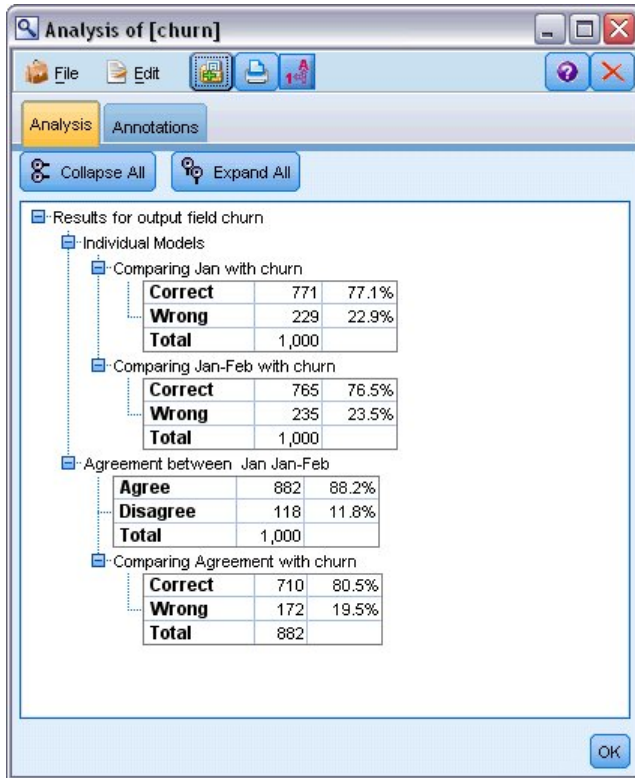 Analysis of [churn]
File Edit
Analysis Annotations
Collapse All Expand All
Results for output field churn
Individual Models
Comparing Jan with churn
Correct 771 77.1%
Wrong 229 22.9%
Total 1,000
Comparing Jan-Feb with churn
Correct 765 76.5%
Wrong 235 23.5%
Total 1,000
Agreement between Jan Jan-Feb
Agree 882 88.2%
Disagree 118 11.8%
Total 1,000
Comparing Agreement with churn
Correct 710 80.5%
Wrong 172 19.5%
Total 882
OK